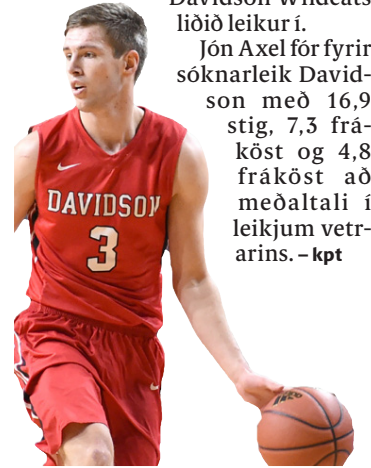 Davidson Wildcats
liðið leikur í.
Jón Axel fór fyrir
sóknarleik David-
son með 16,9
stig, 7,3 frá-
köst og 4,8
fráköst að
meðaltali í
leikjum vetr-
arins. – kpt
DAVIDSON
3